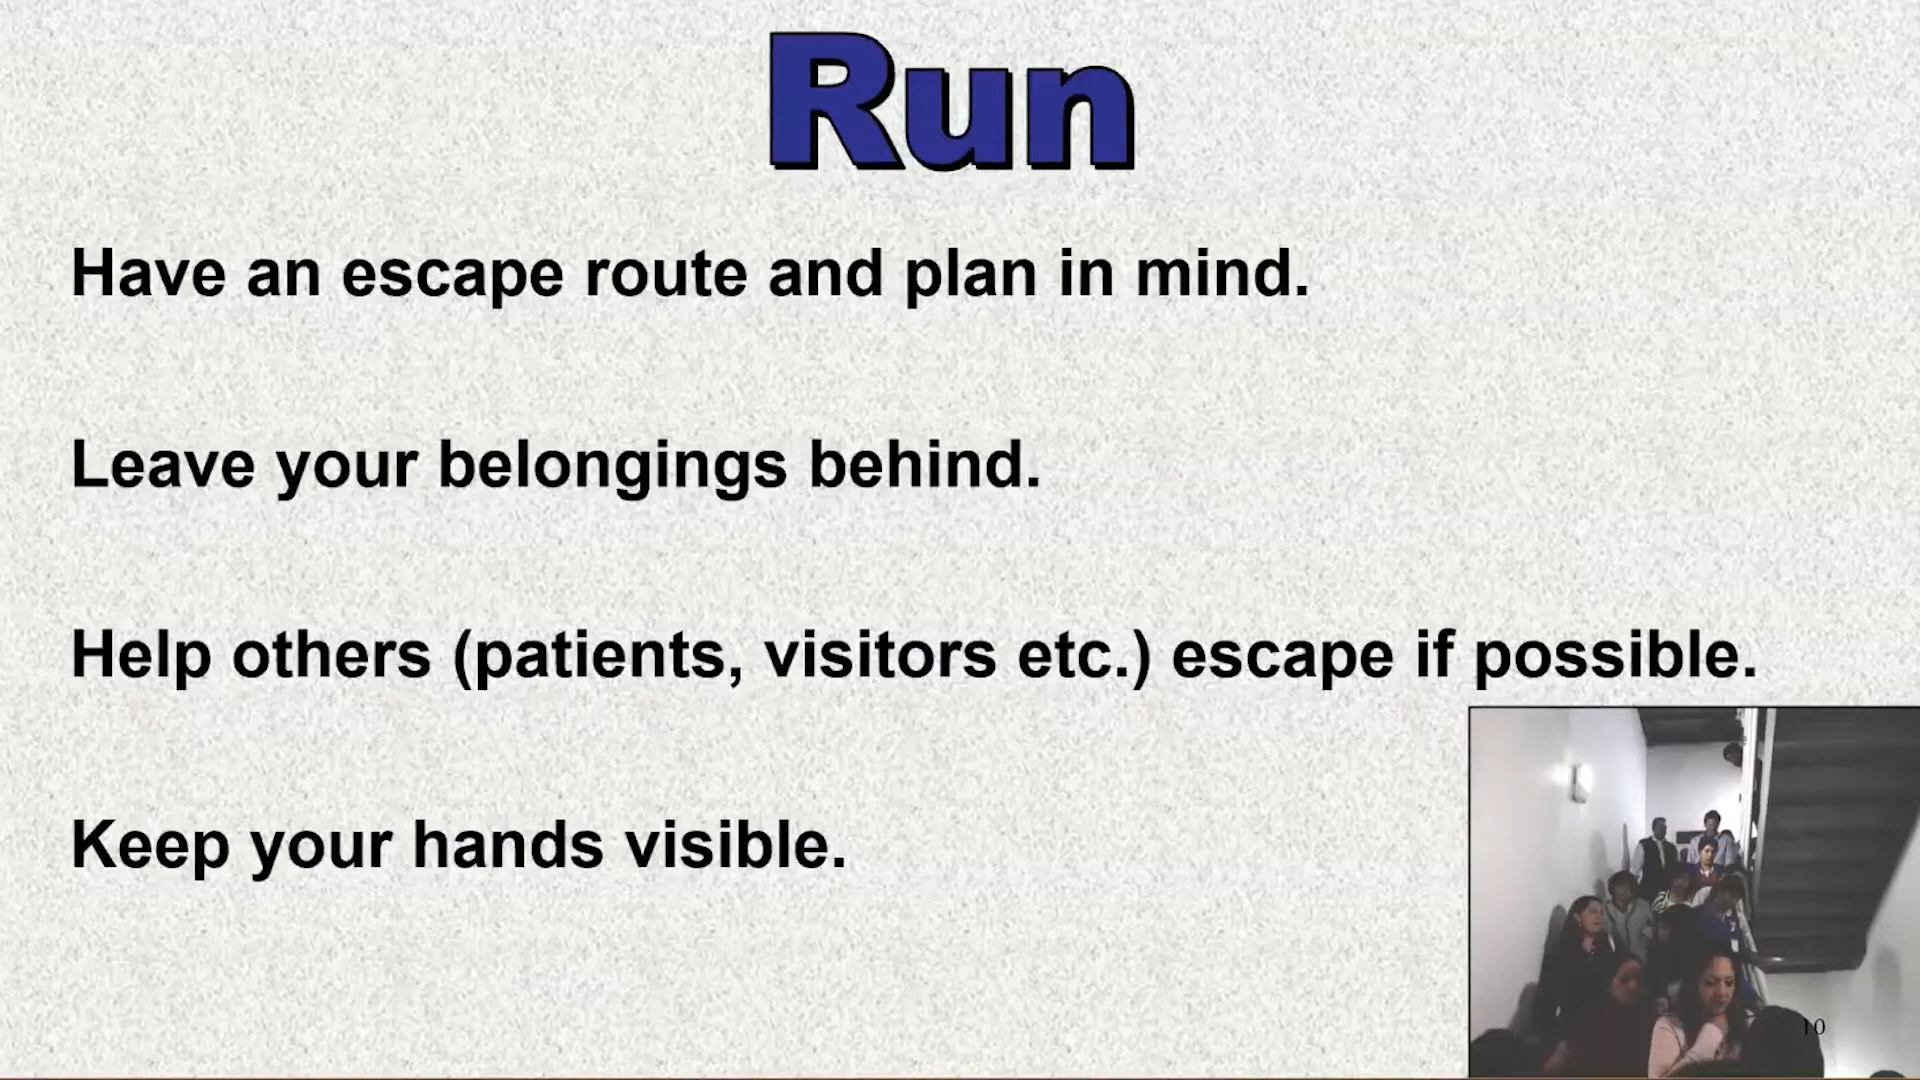 Run
Have an escape route and plan in mind.
Leave your belongings behind.
Help others (patients, visitors etc.) escape if possible.
Keep your hands visible.
10